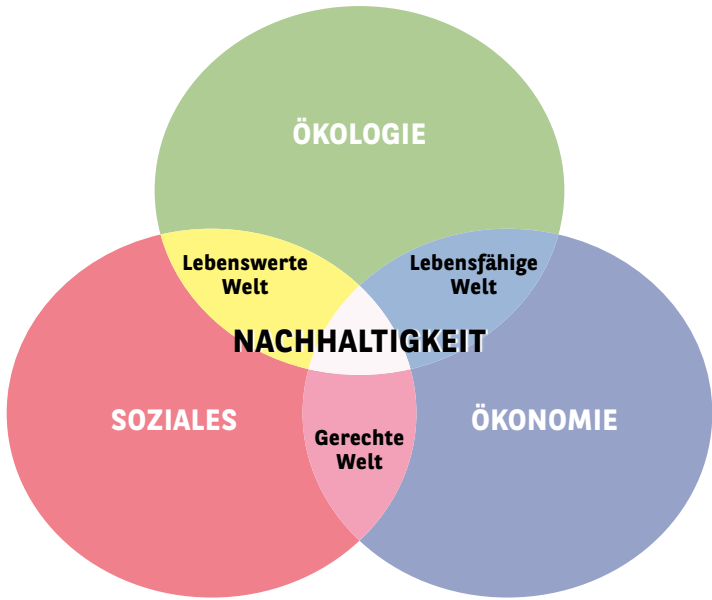 ÖKOLOGIE
Lebenswerte
Welt
Lebensfähige
Welt
NACHHALTIGKEIT
SOZIALES
ÖKONOMIE
Gerechte
Welt